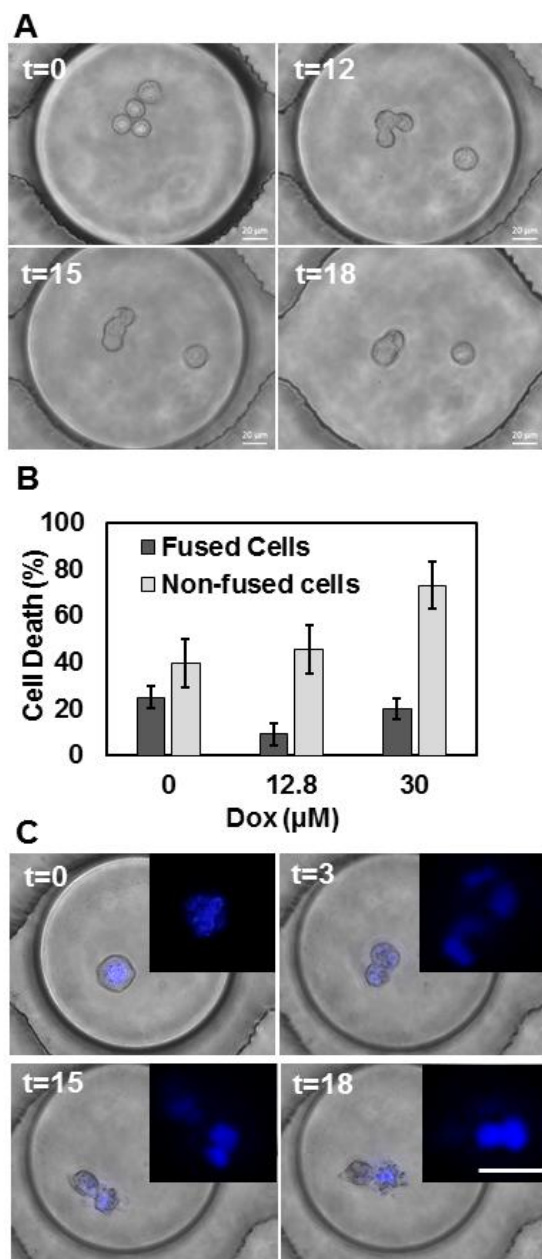 A
t=0
t=12
20 µm
20 µm
t=15
t=18
20 µm
20 µm
B
100
80
60
40
20
0
Cell Death (%)
Fused Cells
Non-fused cells
0
12.8
30
Dox (µM)
C
t=0
t=3
t=15
t=18